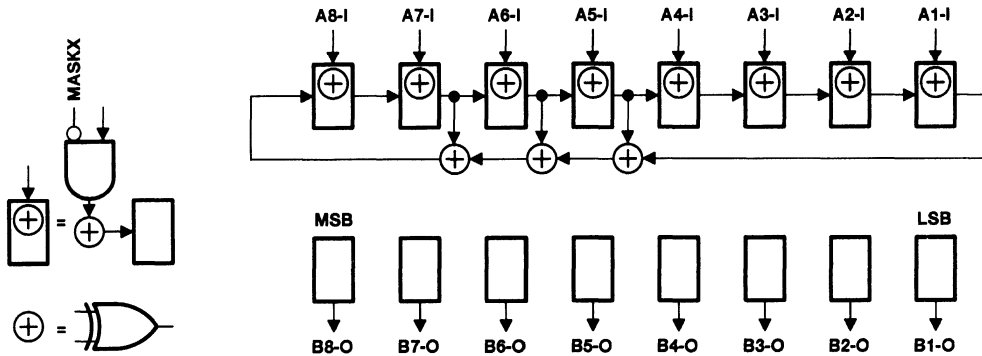 A8-I A7-I A6-I A5-I A4-I A3-I A2-I A1-I
MASKX
=
MSB LSB
=
B8-O B7-O B6-O B5-O B4-O B3-O B2-O B1-O